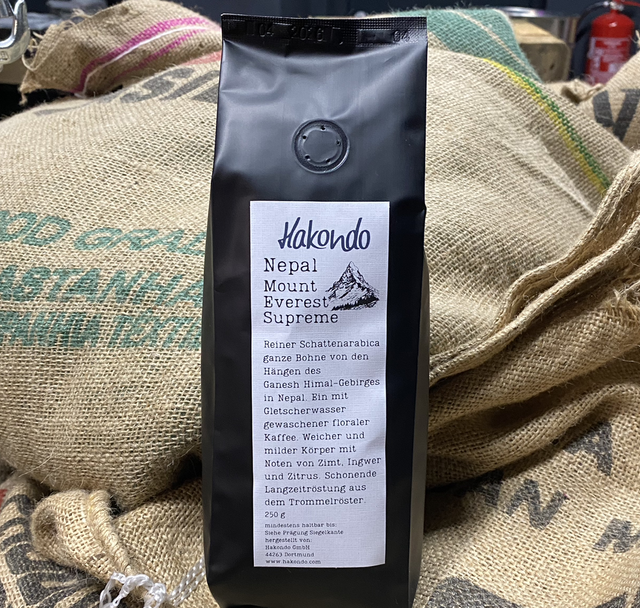 Hakondo
Nepal
Mount
Everest
Supreme
Reiner Schattenarabica
ganze Bohne von den
Hängen des
Ganesh Himal-Gebirges
in Nepal. Ein mit
Gletscherwasser
gewaschener floraler
Kaffee. Weicher und
milder Körper mit
Noten von Zimt, Ingwer
und Zitrus. Schonende
Langzeitröstung aus
dem Trommelröster.
250 g
mindestens haltbar bis:
Siehe Prägung Siegelkante
hergestellt von:
Hakondo GmbH
44263 Dortmund
www.hakondo.com